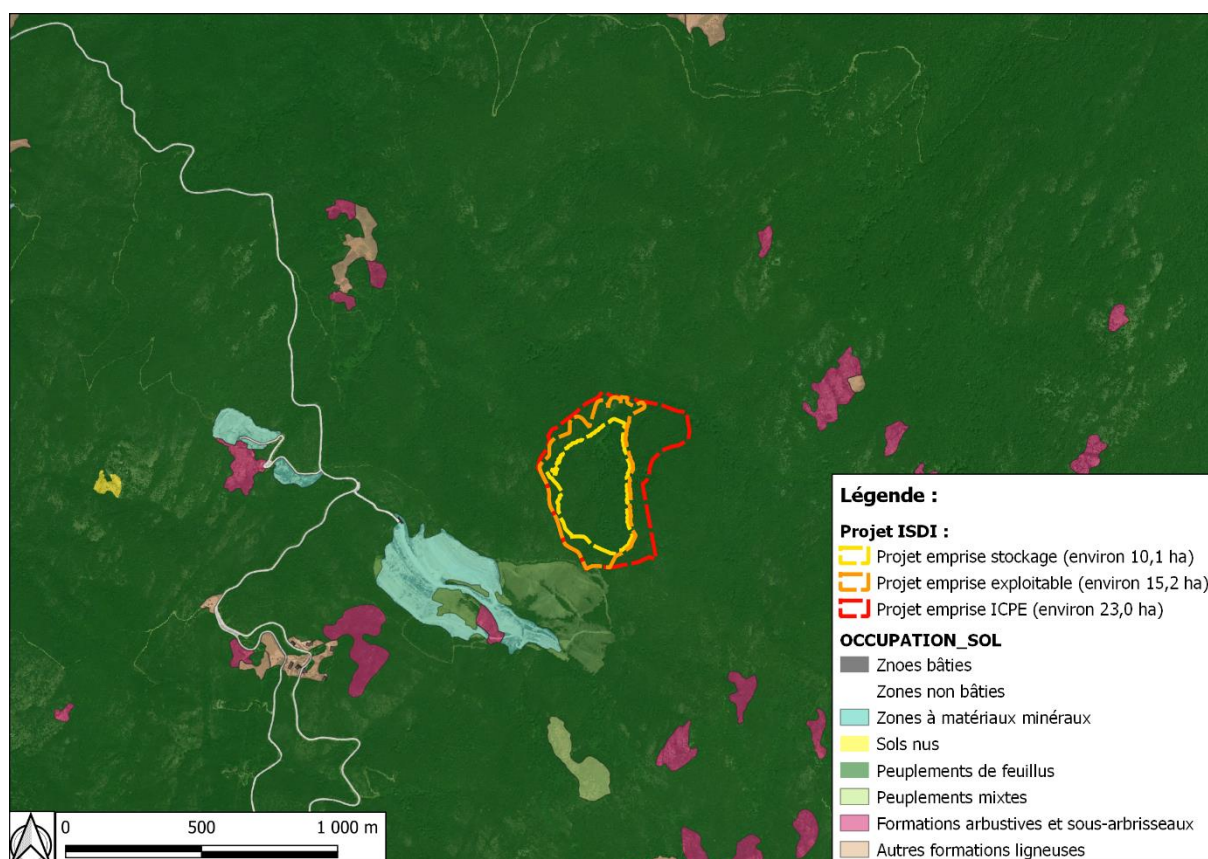 Légende :
Projet ISDI :
Projet emprise stockage (environ 10,1 ha)
Projet emprise exploitable (environ 15,2 ha)
Projet emprise ICPE (environ 23,0 ha)
OCCUPATION_SOL
Znoes bâties
Zones non bâties
Zones à matériaux minéraux
Sols nus
Peuplements de feuillus
Peuplements mixtes
Formations arbustives et sous-arbrisseaux
Autres formations ligneuses
0 500 1 000 m